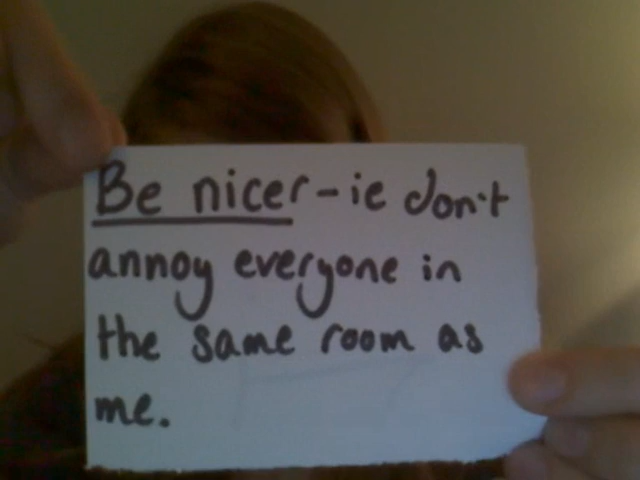 Be nicer-ie don't
annoy everyone in
the same room as
me.